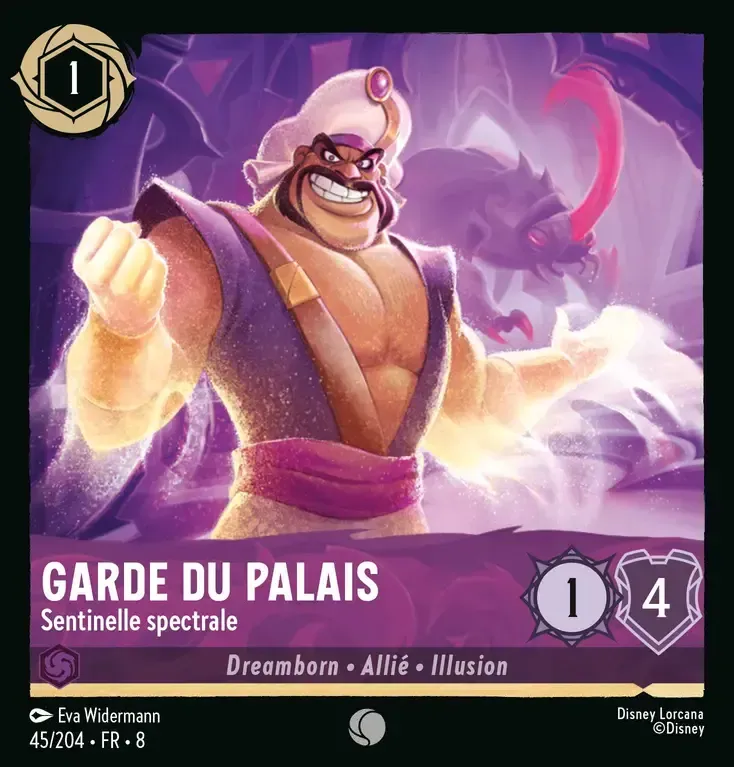 1
GARDE DU PALAIS
Sentinelle spectrale
1
4
Dreamborn • Allié • Illusion
Eva Widermann
45/204 • FR • 8
Disney Lorcana
©Disney